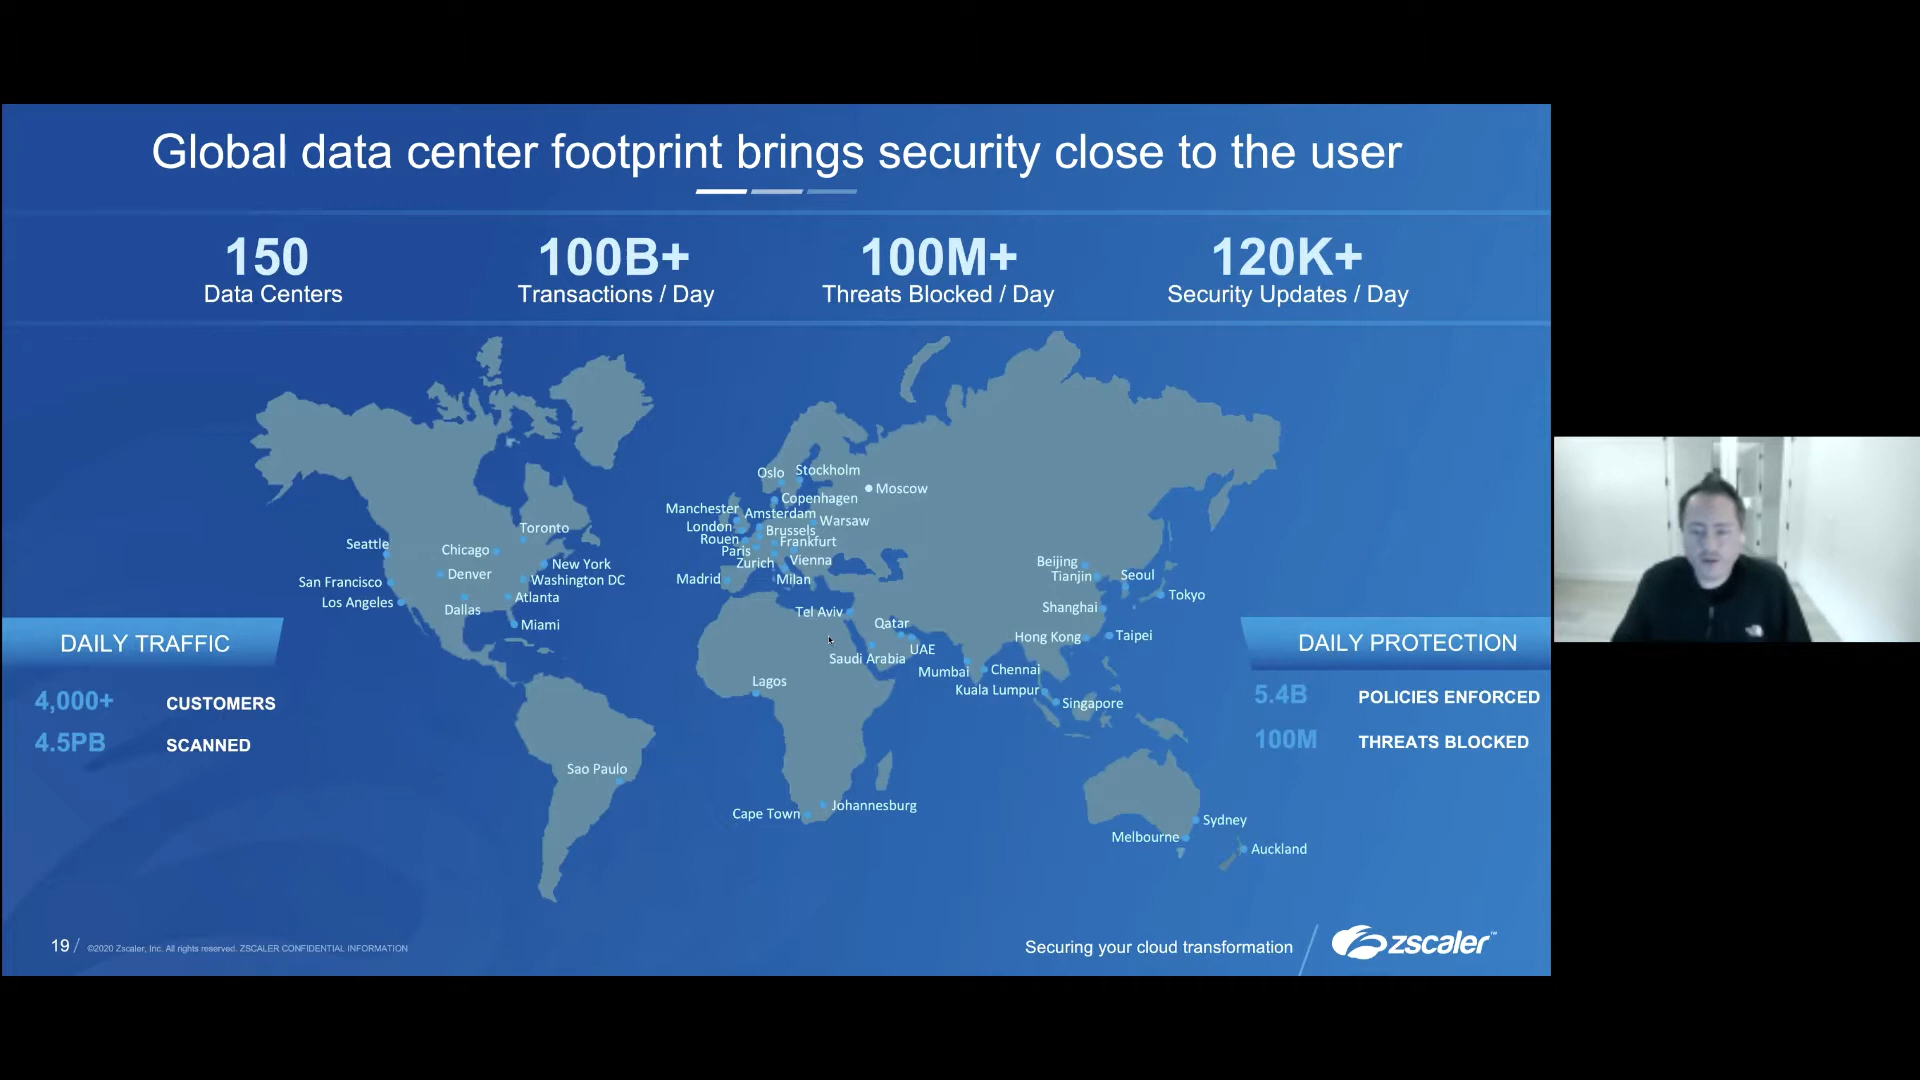 Global data center footprint brings security close to the user
150
Data Centers
100B+
Transactions / Day
100M+
Threats Blocked / Day
120K+
Security Updates / Day
Oslo
Stockholm
Moscow
Manchester
Copenhagen
Amsterdam
London
Warsaw
Brussels
Rouen
Frankfurt
Paris
Zurich
Vienna
Madrid
Milan
Toronto
Seattle
Chicago
New York
Denver
Washington DC
San Francisco
Los Angeles
Atlanta
Dallas
Miami
Tel Aviv
Qatar
UAE
Saudi Arabia
Lagos
Beijing
Tianjin
Seoul
Tokyo
Shanghai
Hong Kong
Taipei
Mumbai
Chennai
Kuala Lumpur
Singapore
Sao Paulo
Cape Town
Johannesburg
Sydney
Melbourne
Auckland
DAILY TRAFFIC
4,000+ CUSTOMERS
4.5PB SCANNED
DAILY PROTECTION
5.4B POLICIES ENFORCED
100M THREATS BLOCKED
19 / ©2020 Zscaler, Inc. All rights reserved. ZSCALER CONFIDENTIAL INFORMATION
Securing your cloud transformation
zscaler™